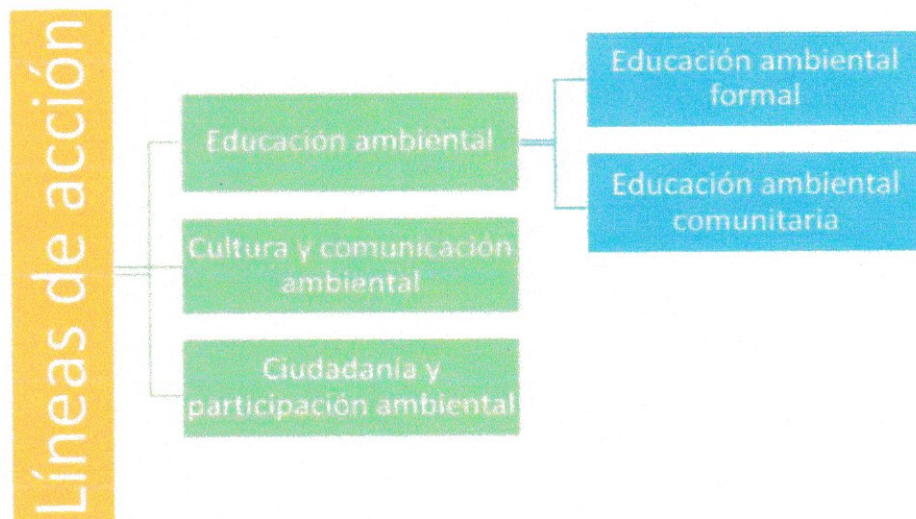 Líneas de acción
Educación ambiental
Cultura y comunicación
ambiental
Ciudadanía y
participación ambiental
Educación ambiental
formal
Educación ambiental
comunitaria